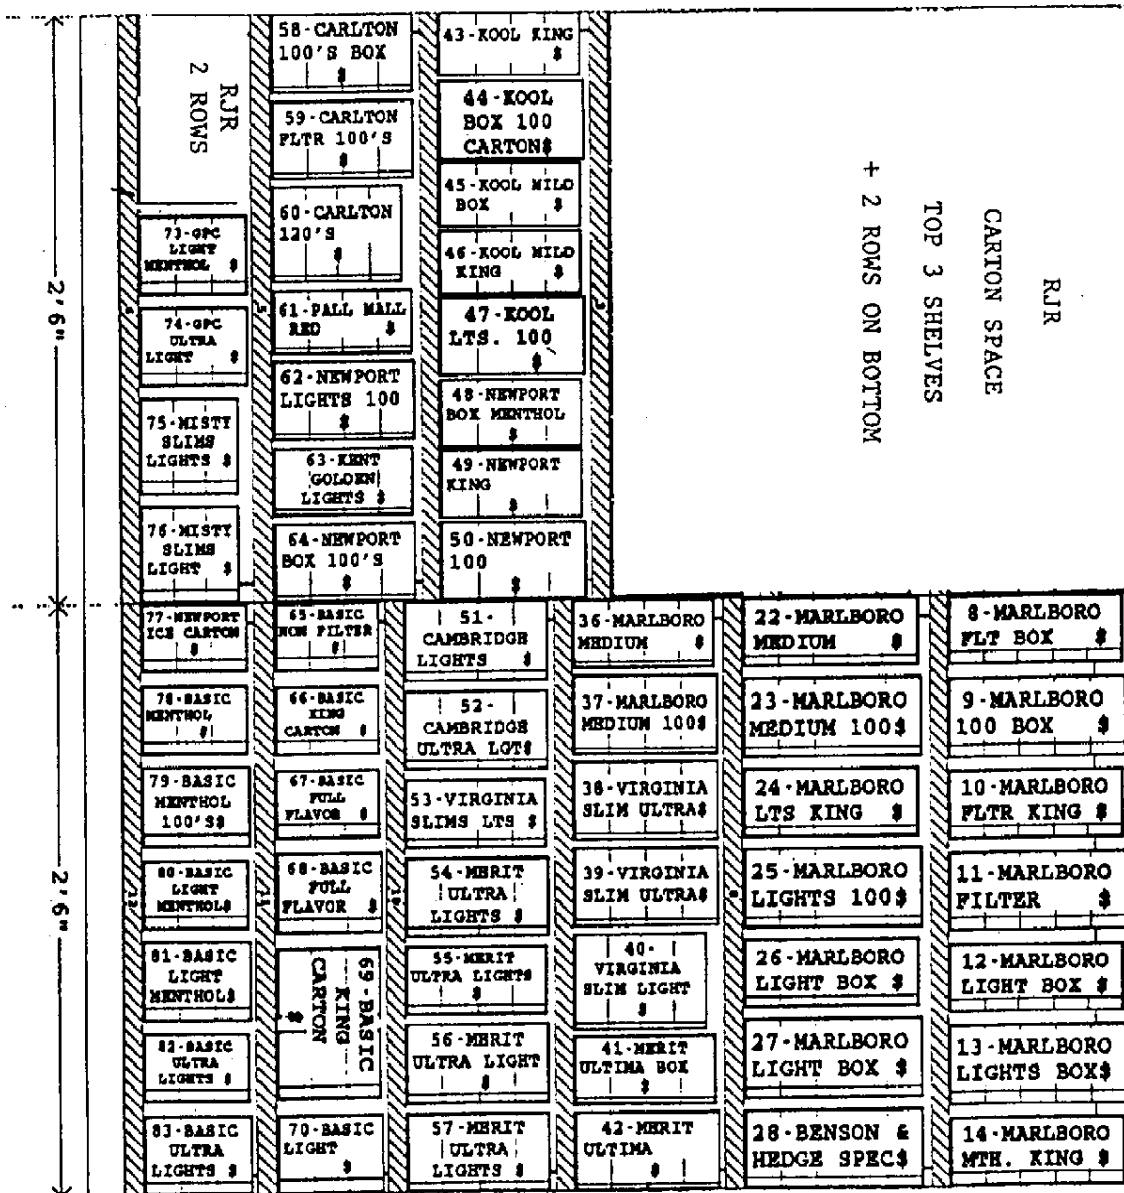 58-CARLTON
100'S BOX
$
59-CARLTON
FLTR 100'S
$
60-CARLTON
120'S
$
61-PALL MALL
RED $
62-NEWPORT
LIGHTS 100
$
63-KENT
GOLDEN
LIGHTS $
64-NEWPORT
BOX 100'S
$
43-KOOL KING
$
44-KOOL
BOX 100
CARTON$
45-KOOL MILD
BOX $
46-KOOL MILD
KING $
47-KOOL
LTS. 100
$
48-NEWPORT
BOX MENTHOL
$
49-NEWPORT
KING
$
50-NEWPORT
100
$
RJR
2 ROWS
73-GPC
LIGHT
MENTHOL $
74-GPC
ULTRA
LIGHT $
75-MISTY
SLIMS
LIGHTS $
76-MISTY
SLIMS
LIGHT $
RJR
CARTON SPACE
TOP 3 SHELVES
+ 2 ROWS ON BOTTOM
2'6"
2'6"
77-NEWPORT
ICE CARTON
$
78-BASIC
MENTHOL
$
79-BASIC
MENTHOL
100'S$
80-BASIC
LIGHT
MENTHOL$
81-BASIC
LIGHT
MENTHOL$
82-BASIC
ULTRA
LIGHTS $
83-BASIC
ULTRA
LIGHTS $
65-BASIC
NON FILTER
$
66-BASIC
KING
CARTON $
67-BASIC
FULL
FLAVOR $
68-BASIC
FULL
FLAVOR $
69-BASIC
KING
CARTON
$
70-BASIC
LIGHT
$
51-
CAMBRIDGE
LIGHTS $
52-
CAMBRIDGE
ULTRA LGT$
53-VIRGINIA
SLIMS LTS $
54-MERIT
ULTRA
LIGHTS $
55-MERIT
ULTRA LIGHTS
$
56-MERIT
ULTRA LIGHT
$
57-MERIT
ULTRA
LIGHTS $
36-MARLBORO
MEDIUM $
37-MARLBORO
MEDIUM 100$
38-VIRGINIA
SLIM ULTRA$
39-VIRGINIA
SLIM ULTRA$
40-
VIRGINIA
SLIM LIGHT
$
41-MERIT
ULTIMA BOX
$
42-MERIT
ULTIMA
$
22-MARLBORO
MEDIUM $
23-MARLBORO
MEDIUM 100$
24-MARLBORO
LTS KING $
25-MARLBORO
LIGHTS 100$
26-MARLBORO
LIGHT BOX $
27-MARLBORO
LIGHT BOX $
28-BENSON &
HEDGE SPEC$
8-MARLBORO
FLT BOX $
9-MARLBORO
100 BOX $
10-MARLBORO
FLTR KING $
11-MARLBORO
FILTER $
12-MARLBORO
LIGHT BOX $
13-MARLBORO
LIGHTS BOX$
14-MARLBORO
MTH. KING $